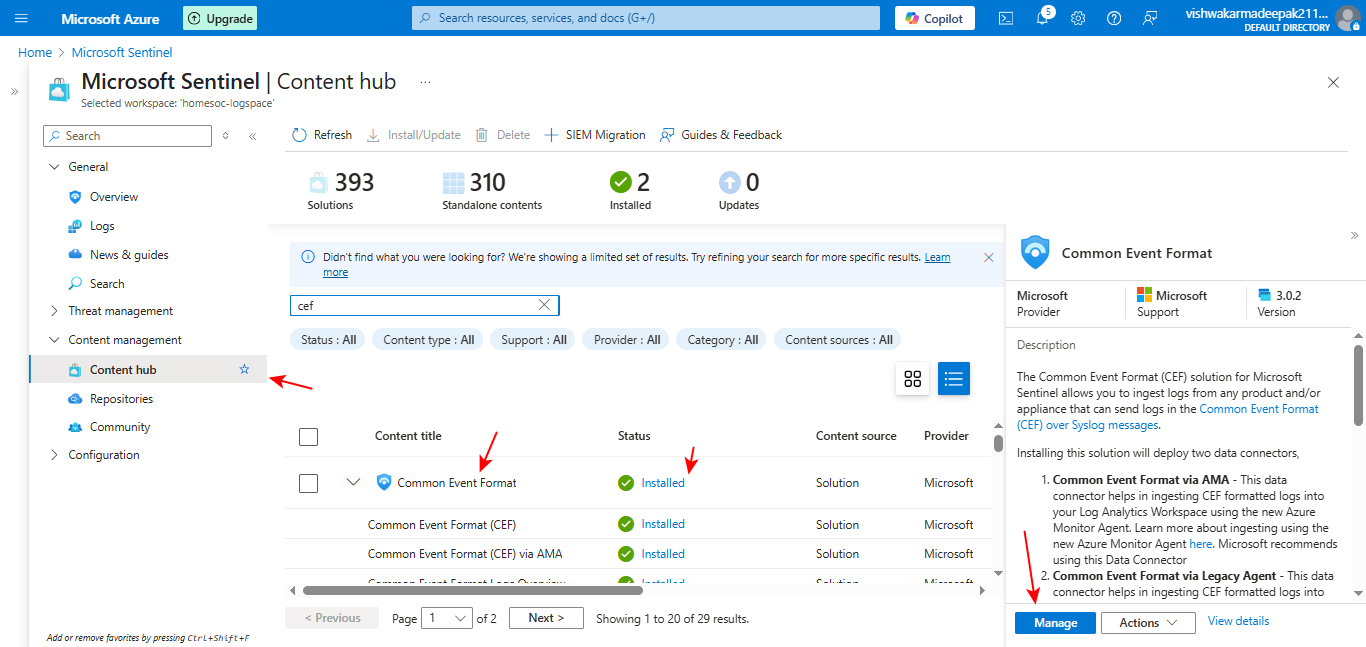 Microsoft Azure
Upgrade
Search resources, services, and docs (G+/)
Copilot
5
vishwakarmadeepak211...
DEFAULT DIRECTORY
Home > Microsoft Sentinel
Microsoft Sentinel | Content hub ...
Selected workspace: 'homesoc-logspace'
Search
General
Overview
Logs
News & guides
Search
Threat management
Content management
Content hub
Repositories
Community
Configuration
Add or remove favorites by pressing Ctrl+Shift+F
Refresh
Install/Update
Delete
SIEM Migration
Guides & Feedback
393
Solutions
310
Standalone contents
2
Installed
0
Updates
Didn't find what you were looking for? We're showing a limited set of results. Try refining your search for more specific results. Learn
more
cef
Status : All
Content type : All
Support : All
Provider : All
Category : All
Content sources : All
Content title Status Content source Provider
Common Event Format Installed Solution Microsoft
Common Event Format (CEF) Installed Solution Microsoft
Common Event Format (CEF) via AMA Installed Solution Microsoft
Common Event Format Logs Overview Installed Solution Microsoft
< Previous
Page 1 of 2
Next >
Showing 1 to 20 of 29 results.
Common Event Format
Microsoft
Provider
Microsoft
Support
3.0.2
Version
Description
The Common Event Format (CEF) solution for Microsoft
Sentinel allows you to ingest logs from any product and/or
appliance that can send logs in the Common Event Format
(CEF) over Syslog messages.
Installing this solution will deploy two data connectors,
1. Common Event Format via AMA - This data
connector helps in ingesting CEF formatted logs into
your Log Analytics Workspace using the new Azure
Monitor Agent. Learn more about ingesting using the
new Azure Monitor Agent here. Microsoft recommends
using this Data Connector
2. Common Event Format via Legacy Agent - This data
connector helps in ingesting CEF formatted logs into
Manage
Actions
View details